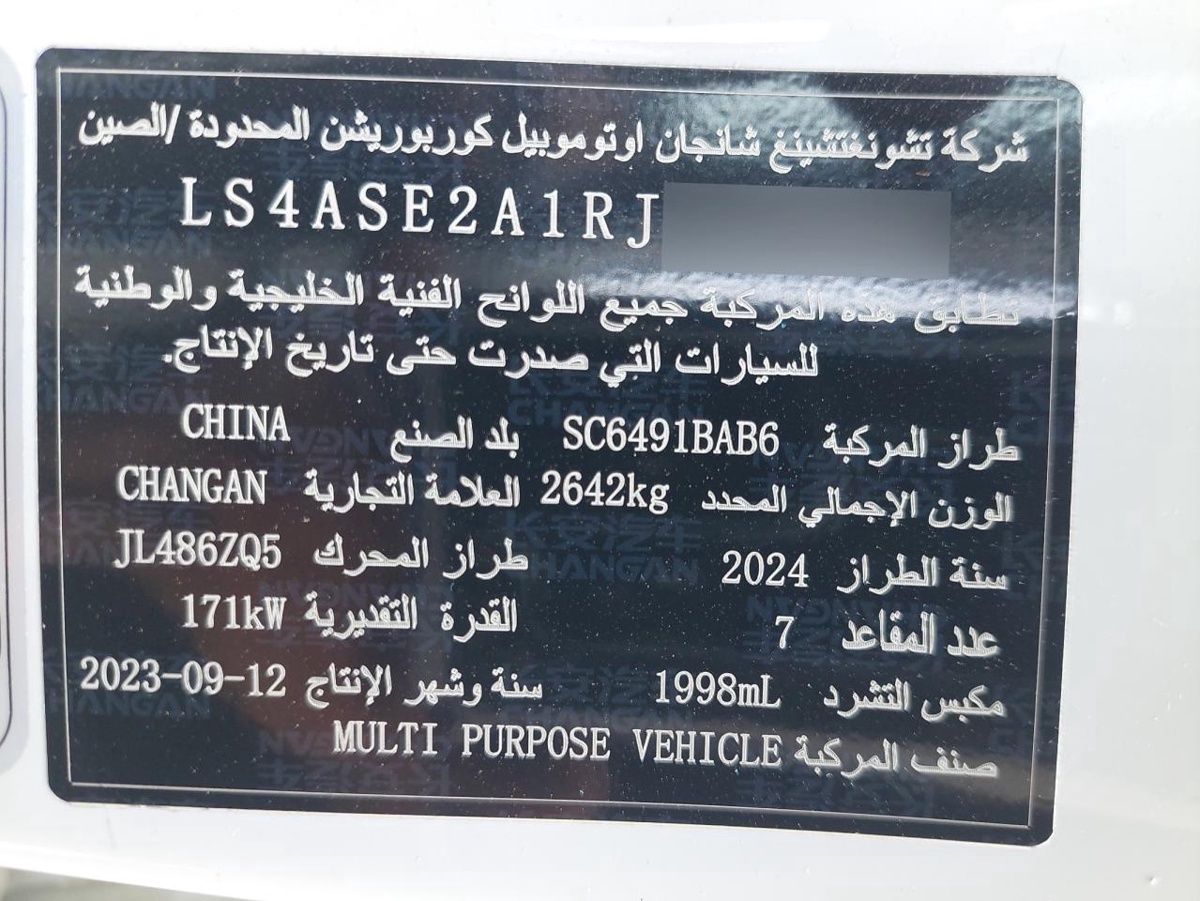 شركة تشونغتشينغ شانجان اوتوموبيل كوربوريشن المحدودة /الصين
LS4ASE2A1RJ
تطابق هذه المركبة جميع اللوائح الفنية الخليجية والوطنية
للسيارات التي صدرت حتى تاريخ الإنتاج.
طراز المركبة SC6491BAB6 بلد الصنع CHINA
الوزن الإجمالي المحدد 2642kg العلامة التجارية CHANGAN
سنة الطراز 2024 طراز المحرك JL486ZQ5
عدد المقاعد 7 القدرة التقديرية 171kW
مكبس التشرد 1998mL سنة وشهر الإنتاج 2023-09-12
صنف المركبة MULTI PURPOSE VEHICLE